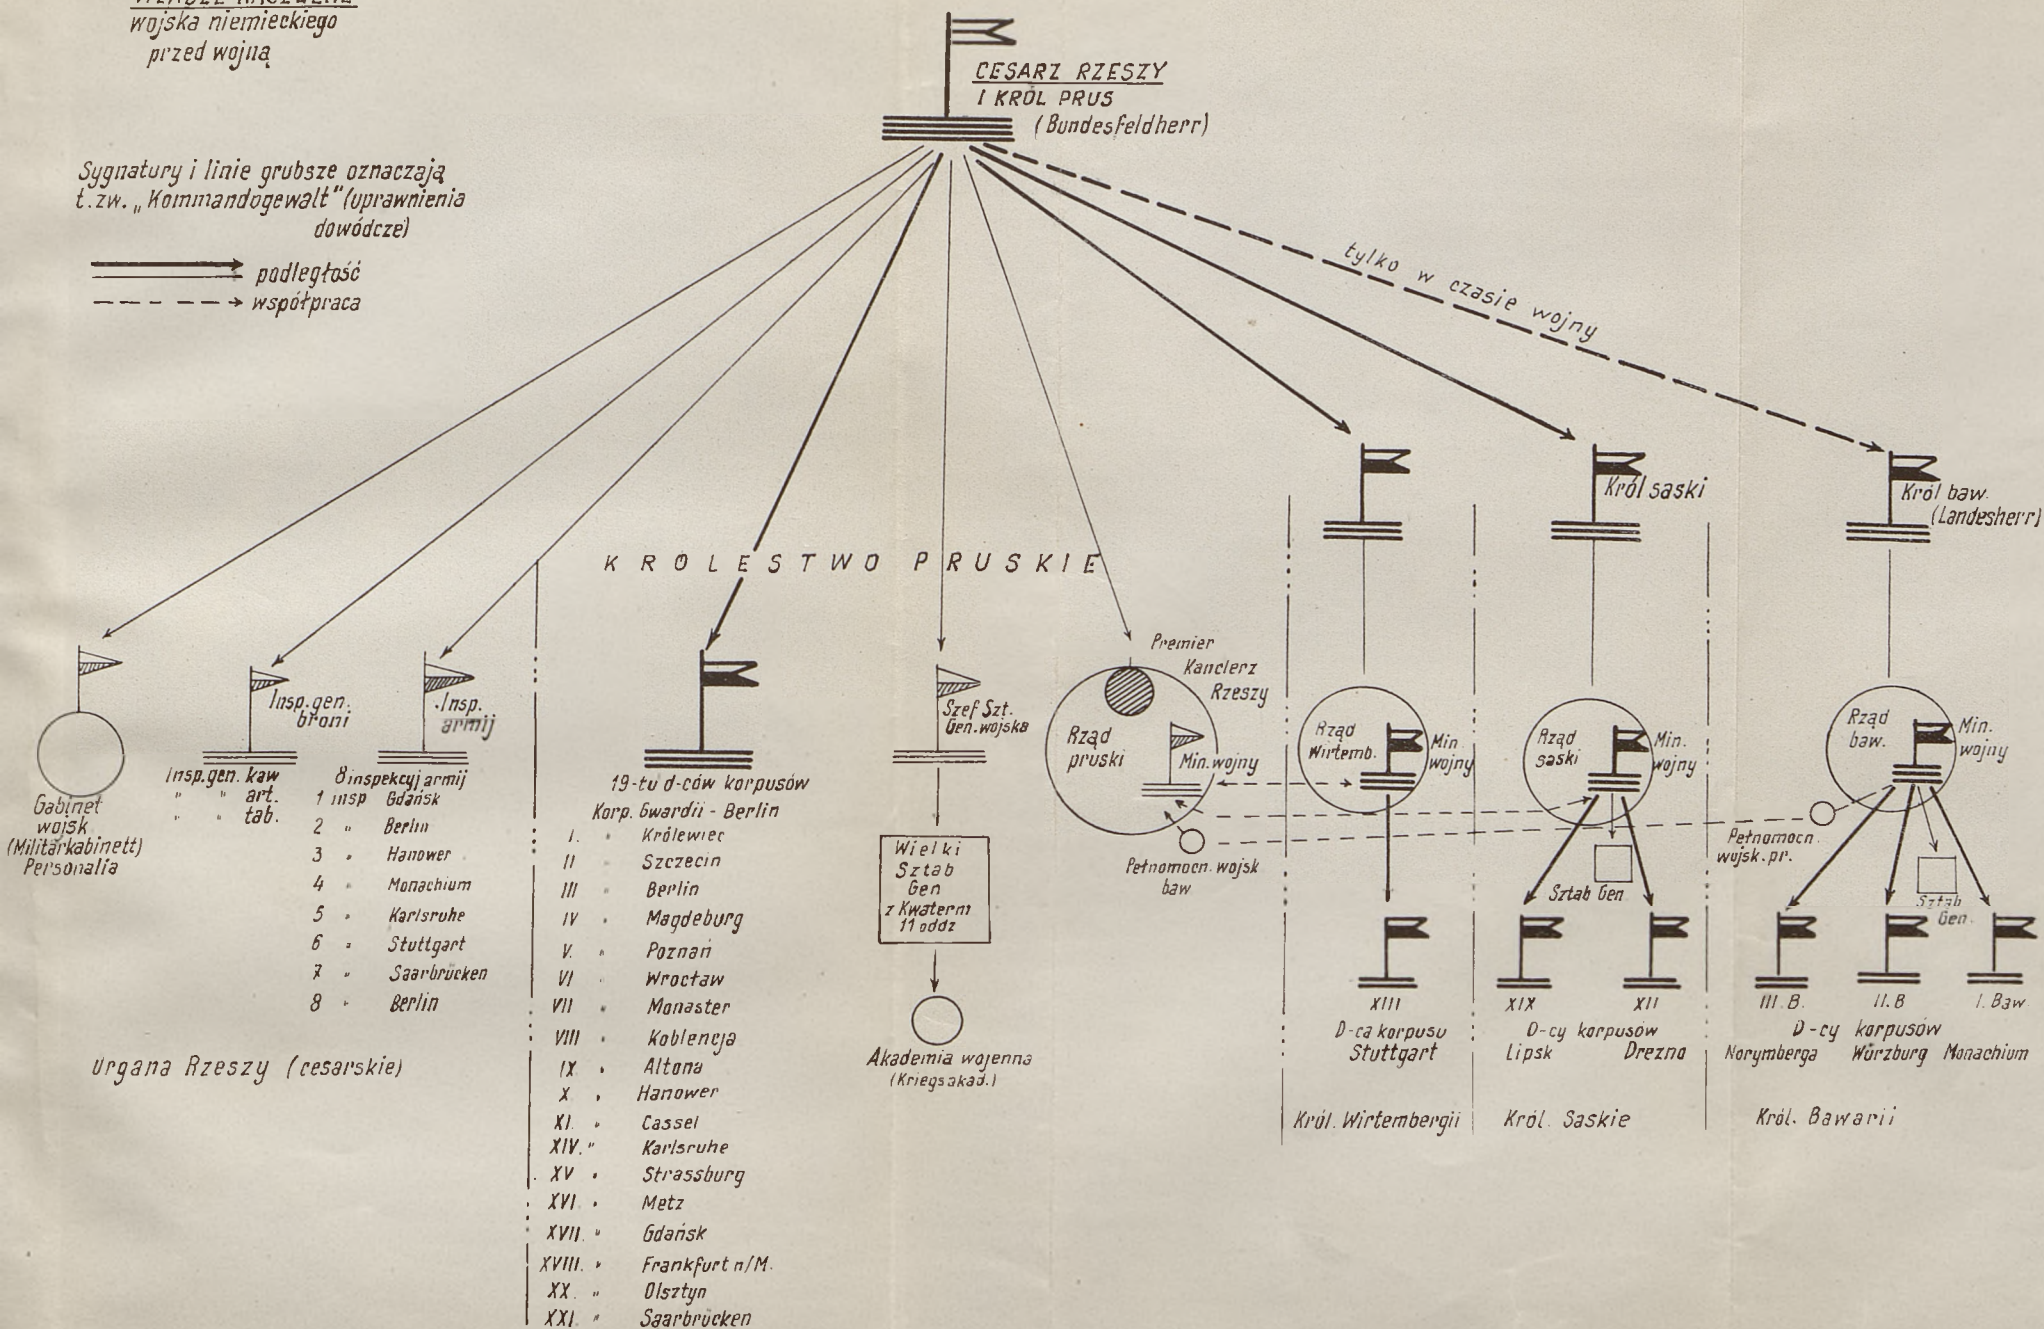 WŁADZE NACZELNE
wojska niemieckiego
przed wojną
CESARZ RZESZY
I KRÓL PRUS
(Bundesfeldherr)
Sygnatury i linie grubsze oznaczają
t.zw. „Kommandogewalt" (uprawnienia
dowódcze)
podległość
współpraca
tylko w czasie wojny
Król saski
Król baw.
(Landesherr)
KRÓLESTWO PRUSKIE
Insp. gen.
broni
Insp.
armij
Szef Szt.
Gen. wojska
Premier
Kanclerz
Rzeszy
Rząd
pruski
Min. wojny
Rząd
Wirtemb.
Min
wojny
Rząd
saski
Min.
wojny
Rząd
baw.
Min.
wojny
Gabinet
wojsk
(Militärkabinett)
Personalia
Insp. gen. kaw
" " art.
" " tab.
8 inspekcyj armij
1 insp Gdańsk
2 " Berlin
3 " Hanower
4 " Monachium
5 " Karlsruhe
6 " Stuttgart
7 " Saarbrücken
8 " Berlin
Organa Rzeszy (cesarskie)
19-tu d-ców korpusów
Korp. Gwardii - Berlin
I. " Królewiec
II " Szczecin
III " Berlin
IV " Magdeburg
V. " Poznań
VI " Wrocław
VII " Monaster
VIII " Koblencja
IX " Altona
X " Hanower
XI. " Cassel
XIV. " Karlsruhe
XV " Strassburg
XVI. " Metz
XVII. " Gdańsk
XVIII. " Frankfurt n/M.
XX. " Olsztyn
XXI. " Saarbrücken
Wielki
Sztab
Gen
z Kwaterm
11 oddz
Akademia wojenna
(Kriegsakad.)
Pełnomocn. wojsk
baw
Pełnomocn.
wojsk. pr.
Sztab Gen
Sztab
Gen.
XIII
D-ca korpusu
Stuttgart
XIX XII
D-cy korpusów
Lipsk Drezno
III. B. II. B I. Baw
D-cy korpusów
Norymberga Würzburg Monachium
Król. Wirtembergii
Król. Saskie
Król. Bawarii